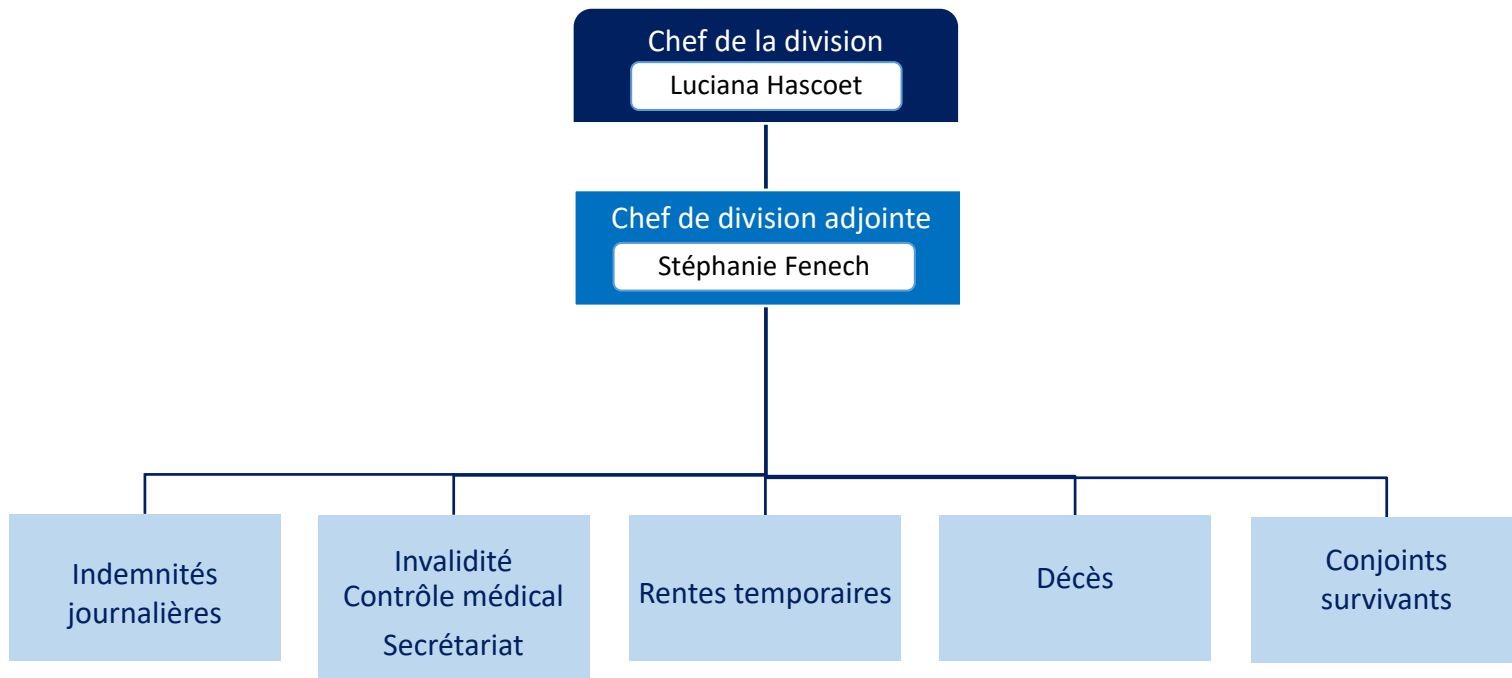 Chef de la division
Luciana Hascoet
Chef de division adjointe
Stéphanie Fenech
Indemnités
journalières
Invalidité
Contrôle médical
Secrétariat
Rentes temporaires
Décès
Conjoints
survivants